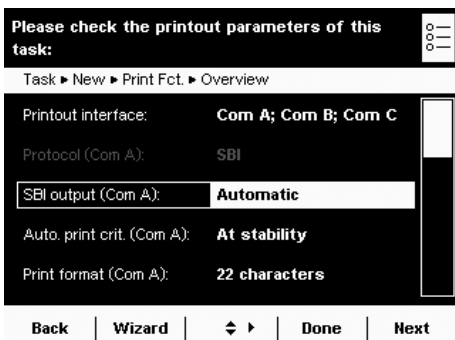 Please check the printout parameters of this
task:
Task ▸ New ▸ Print Fct. ▸ Overview
Printout interface: Com A; Com B; Com C
Protocol (Com A): SBI
SBI output (Com A): Automatic
Auto. print crit. (Com A): At stability
Print format (Com A): 22 characters
Back Wizard Done Next